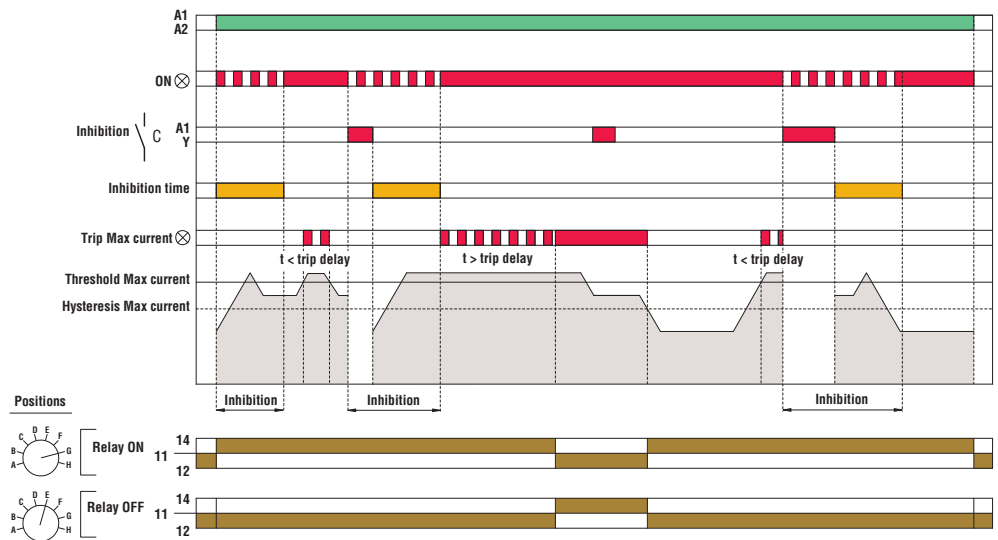 A1
A2
ON
Inhibition C A1
Y
Inhibition time
Trip Max current
t < trip delay t > trip delay t < trip delay
Threshold Max current
Hysteresis Max current
Inhibition Inhibition Inhibition
Positions
A B C D E F G H
Relay ON
14
11
12
A B C D E F G H
Relay OFF
14
11
12